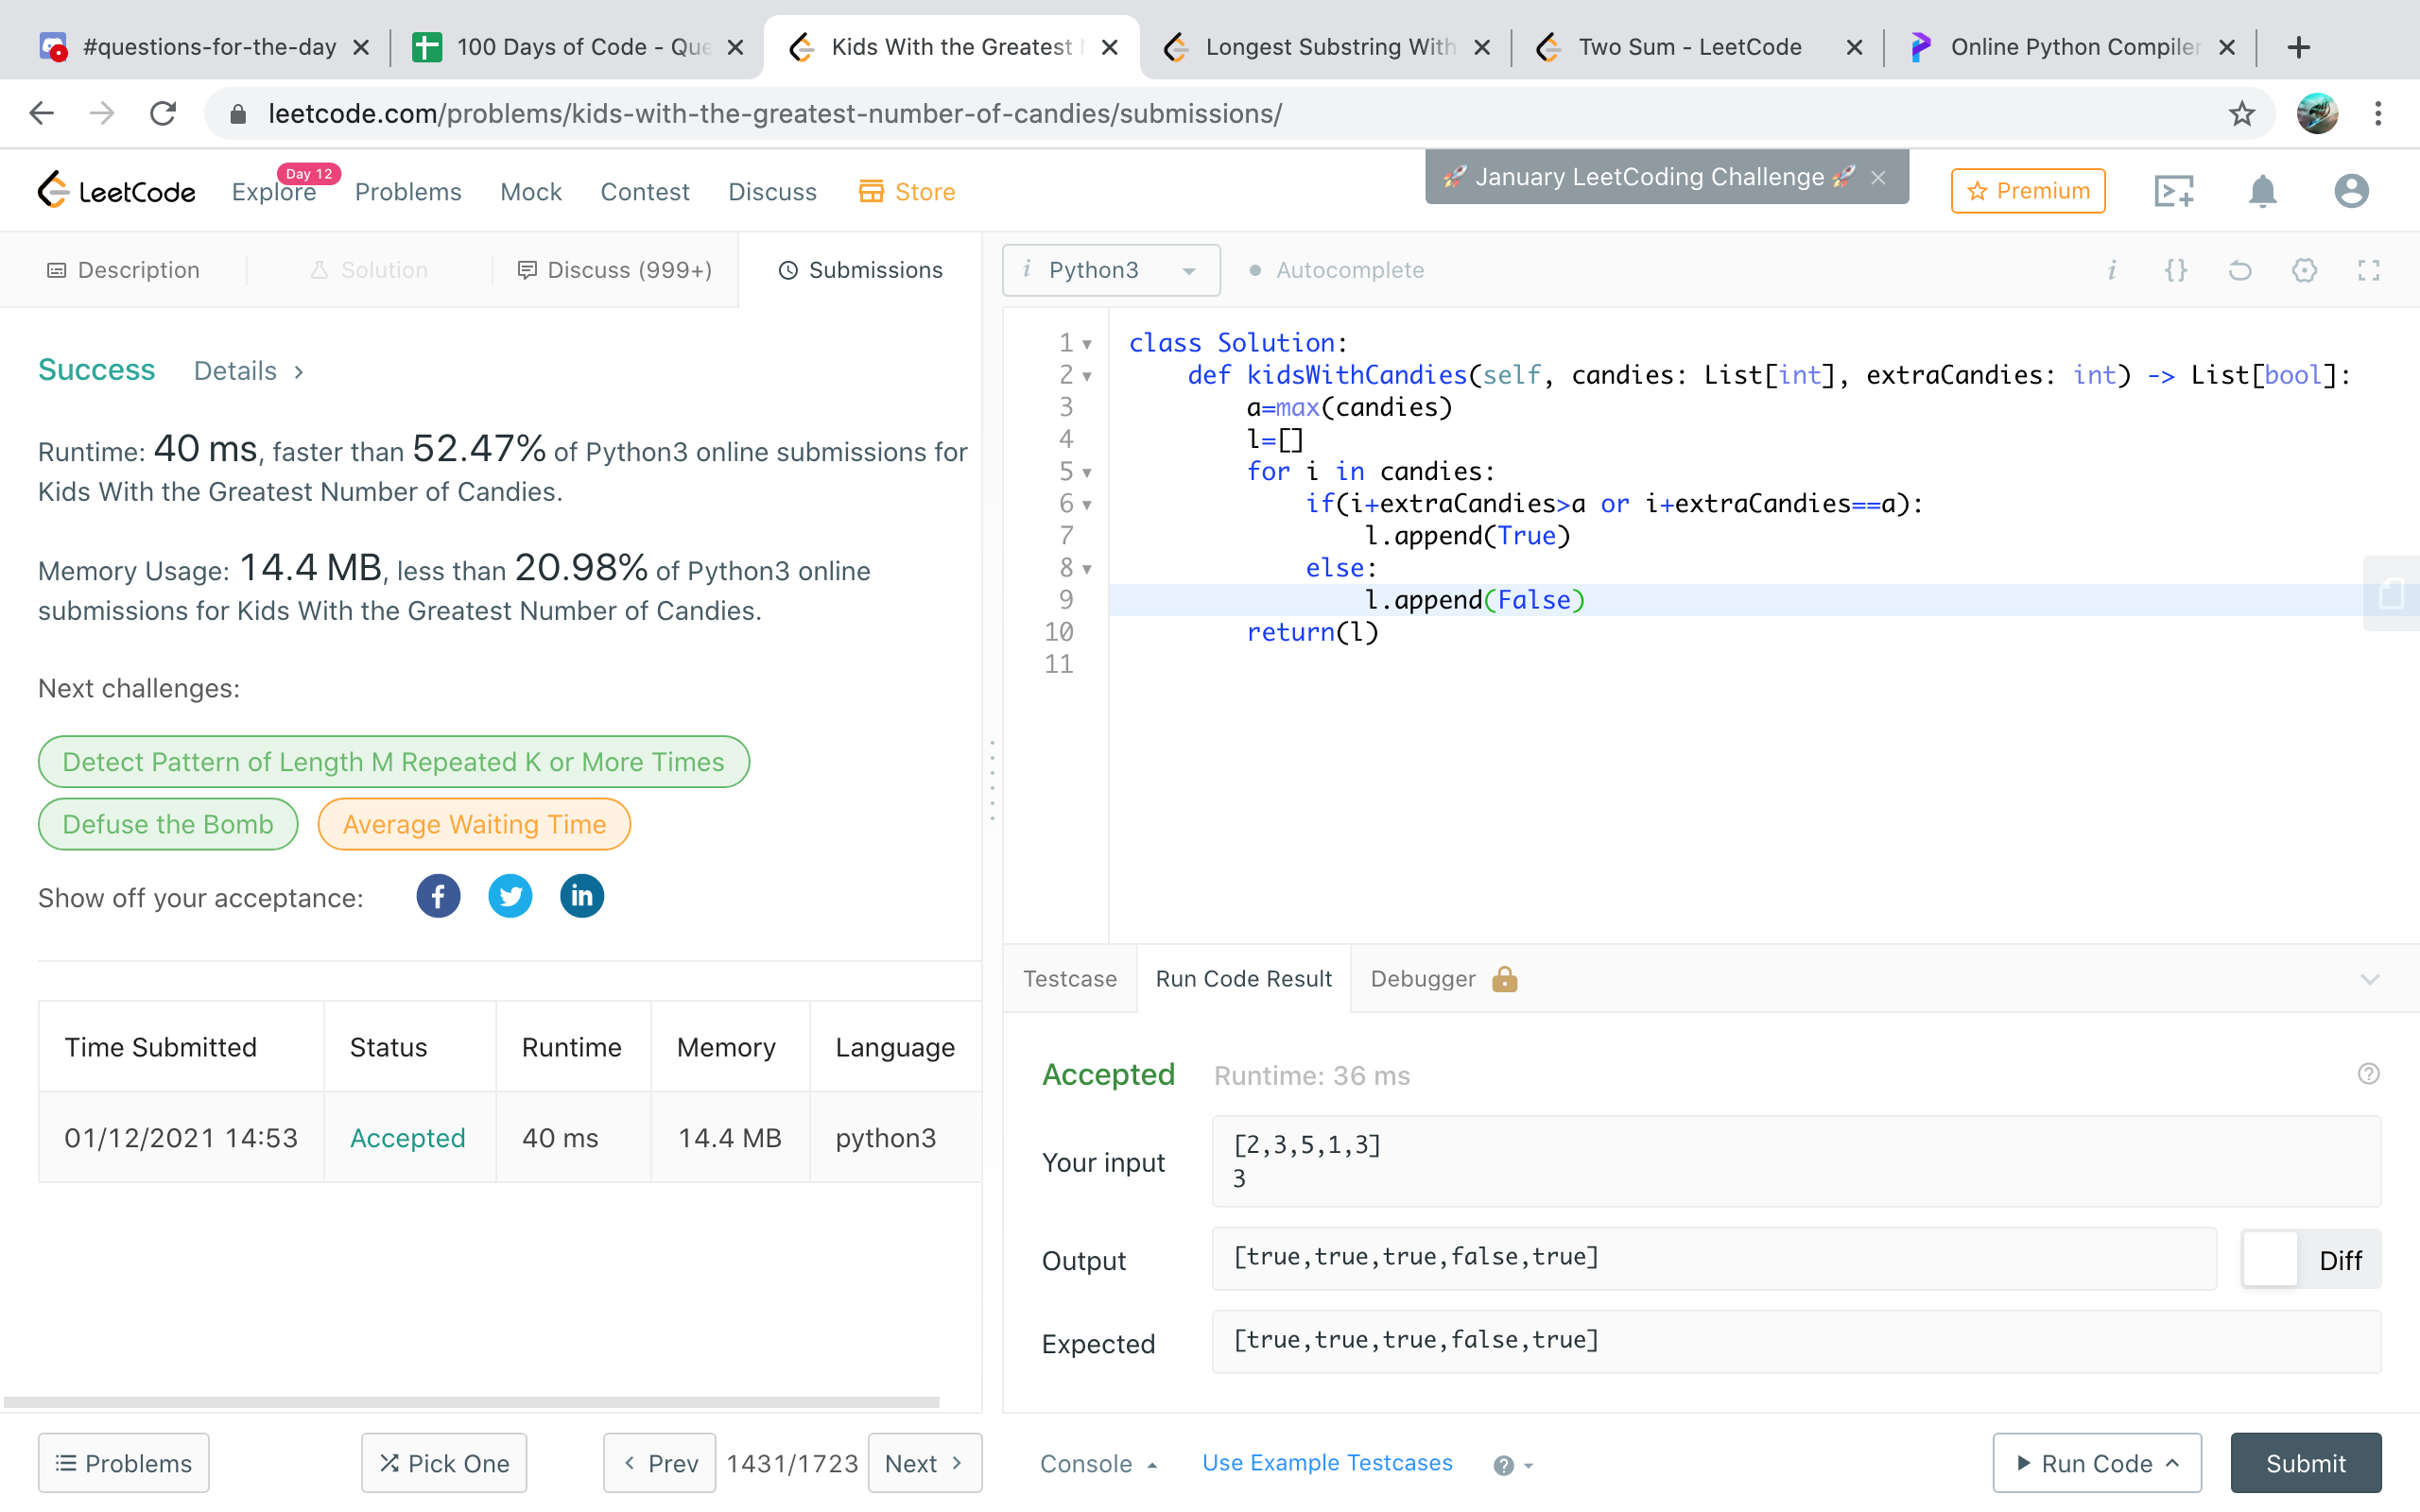 #questions-for-the-day
100 Days of Code - Que
Kids With the Greatest
Longest Substring With
Two Sum - LeetCode
Online Python Compiler
leetcode.com/problems/kids-with-the-greatest-number-of-candies/submissions/
LeetCode
Explore
Day 12
Problems
Mock
Contest
Discuss
Store
🚀 January LeetCoding Challenge 🚀
Premium
Description
Solution
Discuss (999+)
Submissions
i Python3
Autocomplete
i {}
Success
Details >
Runtime: 40 ms, faster than 52.47% of Python3 online submissions for
Kids With the Greatest Number of Candies.
Memory Usage: 14.4 MB, less than 20.98% of Python3 online
submissions for Kids With the Greatest Number of Candies.
Next challenges:
Detect Pattern of Length M Repeated K or More Times
Defuse the Bomb
Average Waiting Time
Show off your acceptance:
Time Submitted Status Runtime Memory Language
01/12/2021 14:53 Accepted 40 ms 14.4 MB python3
1 class Solution:
2 def kidsWithCandies(self, candies: List[int], extraCandies: int) -> List[bool]:
3 a=max(candies)
4 l=[]
5 for i in candies:
6 if(i+extraCandies>a or i+extraCandies==a):
7 l.append(True)
8 else:
9 l.append(False)
10 return(l)
11
Testcase
Run Code Result
Debugger
Accepted
Runtime: 36 ms
Your input
[2,3,5,1,3]
3
Output
[true,true,true,false,true]
Diff
Expected
[true,true,true,false,true]
Problems
Pick One
< Prev
1431/1723
Next >
Console
Use Example Testcases
Run Code
Submit